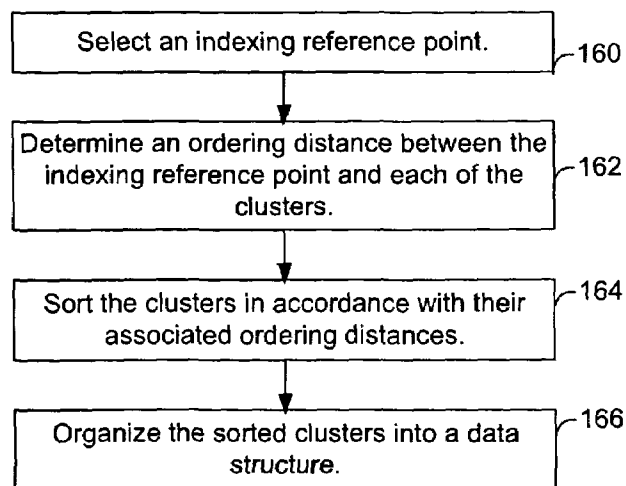 Select an indexing reference point.
160
Determine an ordering distance between the
indexing reference point and each of the
clusters.
162
Sort the clusters in accordance with their
associated ordering distances.
164
Organize the sorted clusters into a data
structure.
166